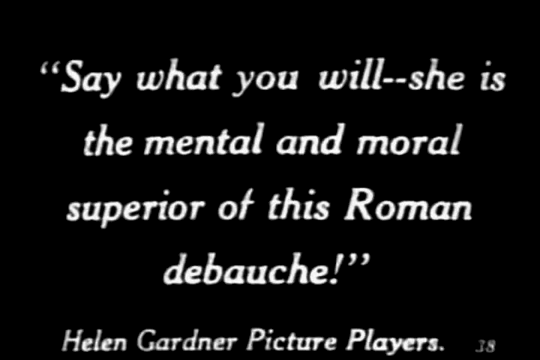 “Say what you will--she is
the mental and moral
superior of this Roman
debauche!”
Helen Gardner Picture Players. 38